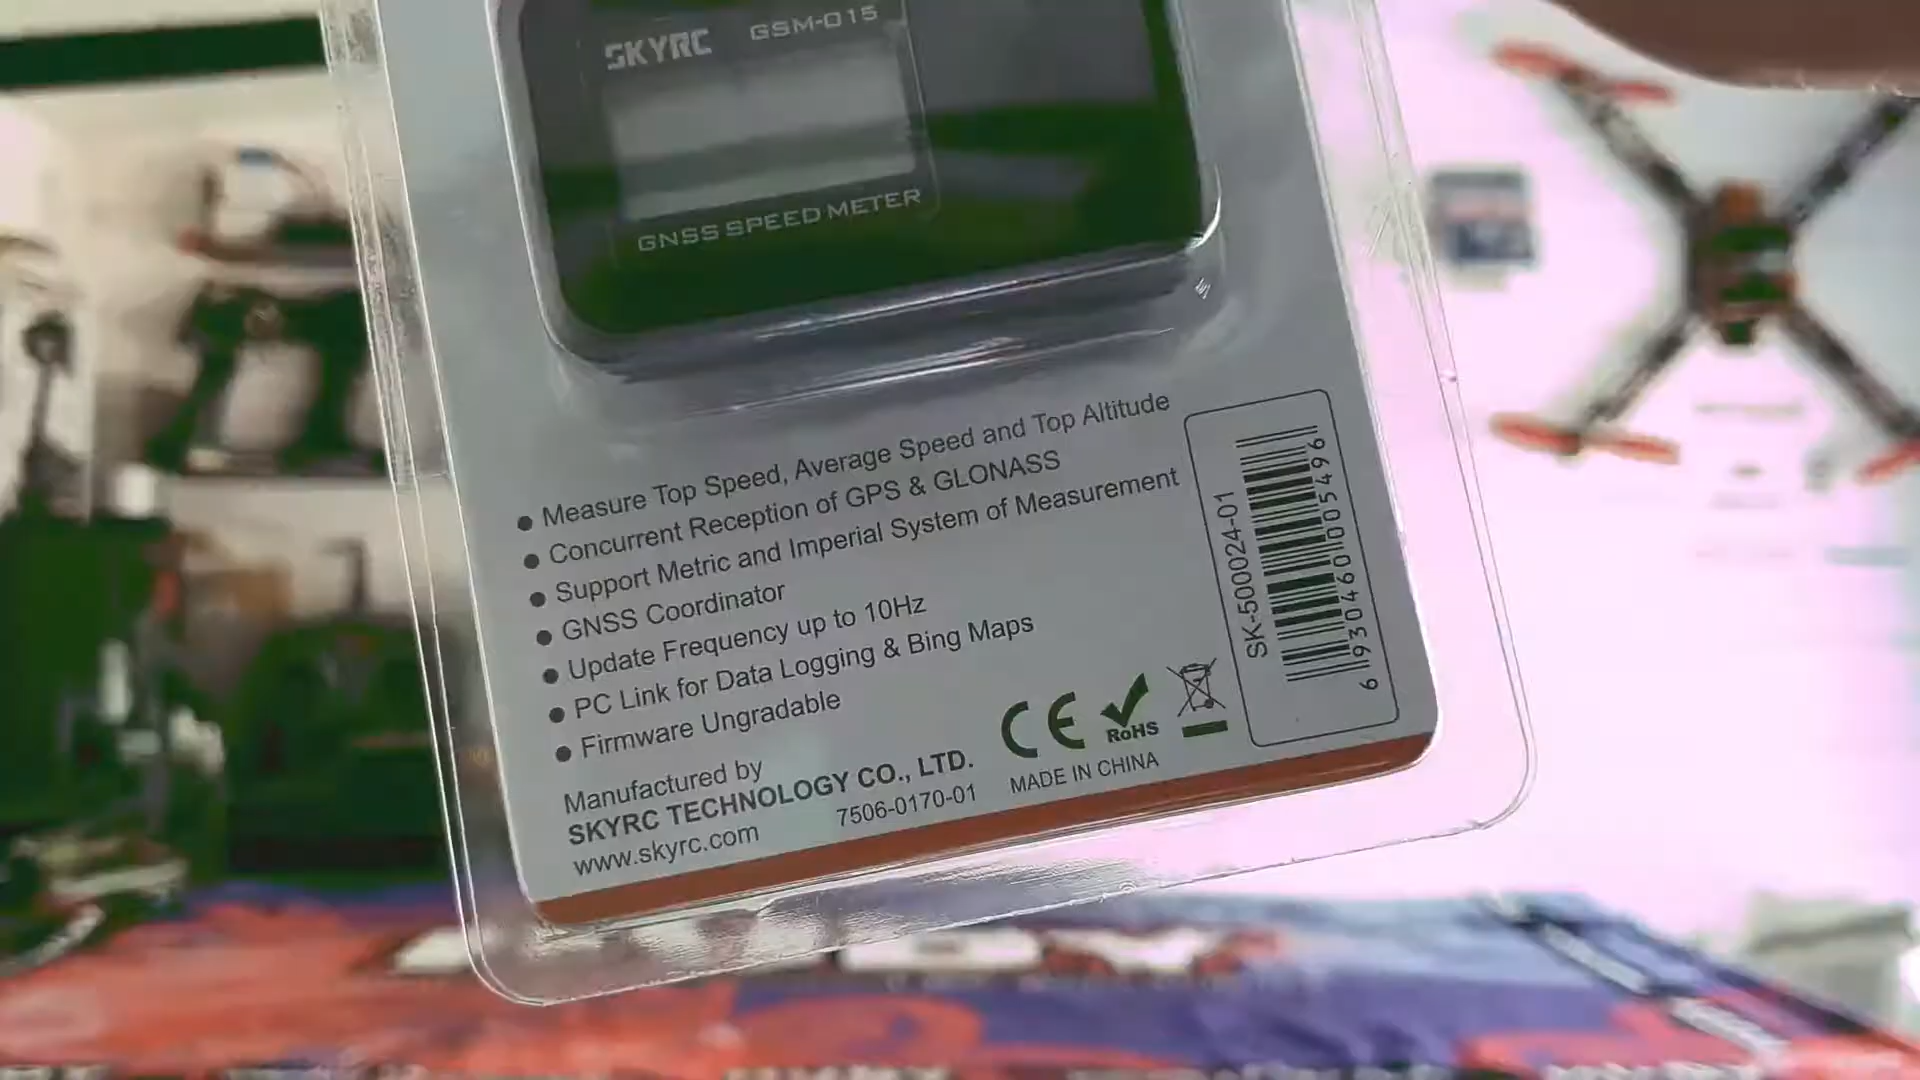 SKYRC GSM-015
GNSS SPEED METER
● Measure Top Speed, Average Speed and Top Altitude
● Concurrent Reception of GPS & GLONASS
● Support Metric and Imperial System of Measurement
● GNSS Coordinator
● Update Frequency up to 10Hz
● PC Link for Data Logging & Bing Maps
● Firmware Ungradable
Manufactured by
SKYRC TECHNOLOGY CO., LTD.
www.skyrc.com
7506-0170-01
CE
RoHS
MADE IN CHINA
SK-500024-01
6 930460 005496